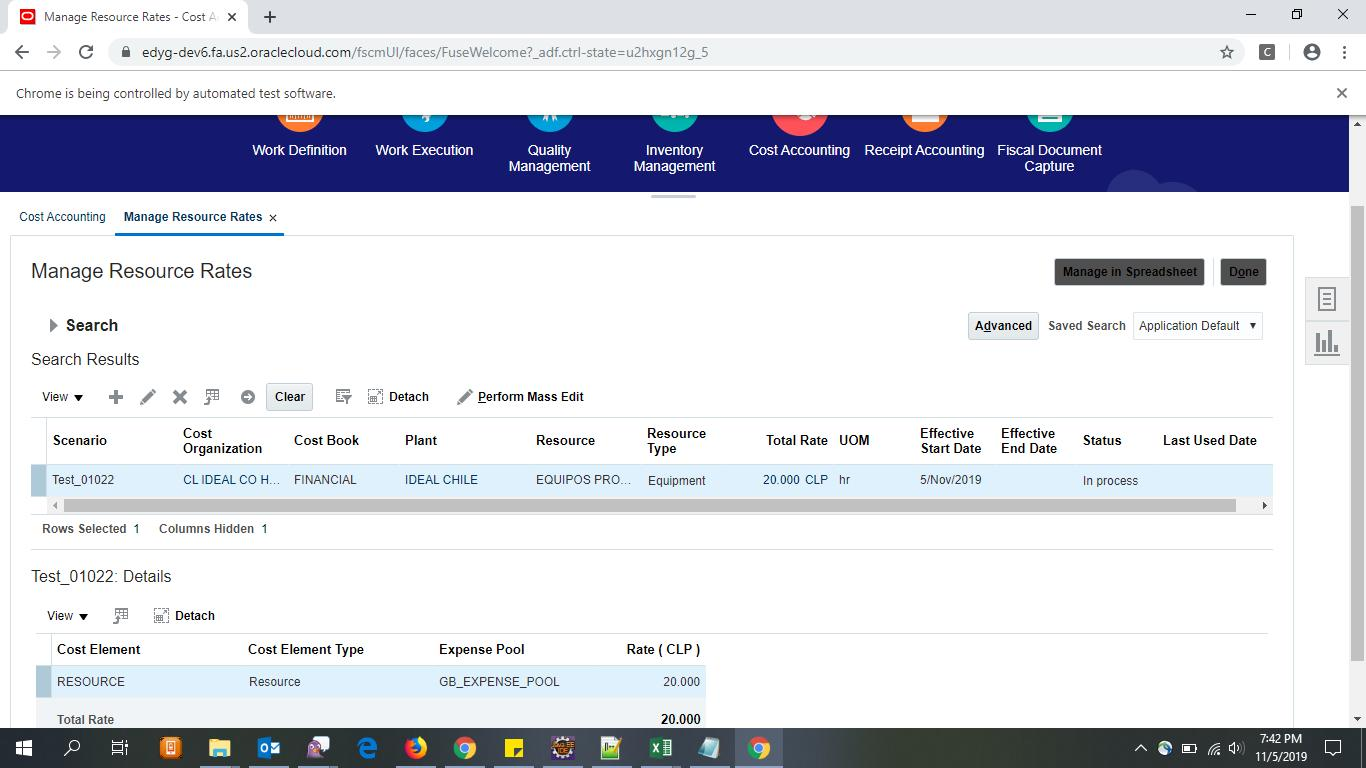 Manage Resource Rates - Cost A
edyg-dev6.fa.us2.oraclecloud.com/fscmUI/faces/FuseWelcome?_adf.ctrl-state=u2hxgn12g_5
C
Chrome is being controlled by automated test software.
Work Definition
Work Execution
Quality
Management
Inventory
Management
Cost Accounting
Receipt Accounting
Fiscal Document
Capture
Cost Accounting
Manage Resource Rates
Manage Resource Rates
Manage in Spreadsheet
Done
Search
Advanced
Saved Search
Application Default
Search Results
View
Clear
Detach
Perform Mass Edit
Scenario
Cost
Organization
Cost Book
Plant
Resource
Resource
Type
Total Rate
UOM
Effective
Start Date
Effective
End Date
Status
Last Used Date
Test_01022
CL IDEAL CO H...
FINANCIAL
IDEAL CHILE
EQUIPOS PRO...
Equipment
20.000 CLP
hr
5/Nov/2019
In process
Rows Selected 1
Columns Hidden 1
Test_01022: Details
View
Detach
Cost Element
Cost Element Type
Expense Pool
Rate ( CLP )
RESOURCE
Resource
GB_EXPENSE_POOL
20.000
Total Rate
20.000
7:42 PM
11/5/2019